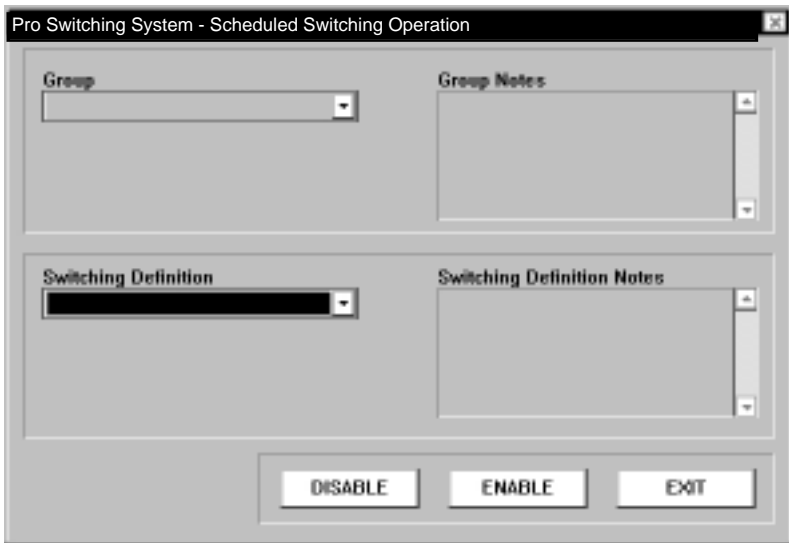 Pro Switching System - Scheduled Switching Operation
Group
Group Notes
Switching Definition
Switching Definition Notes
DISABLE
ENABLE
EXIT